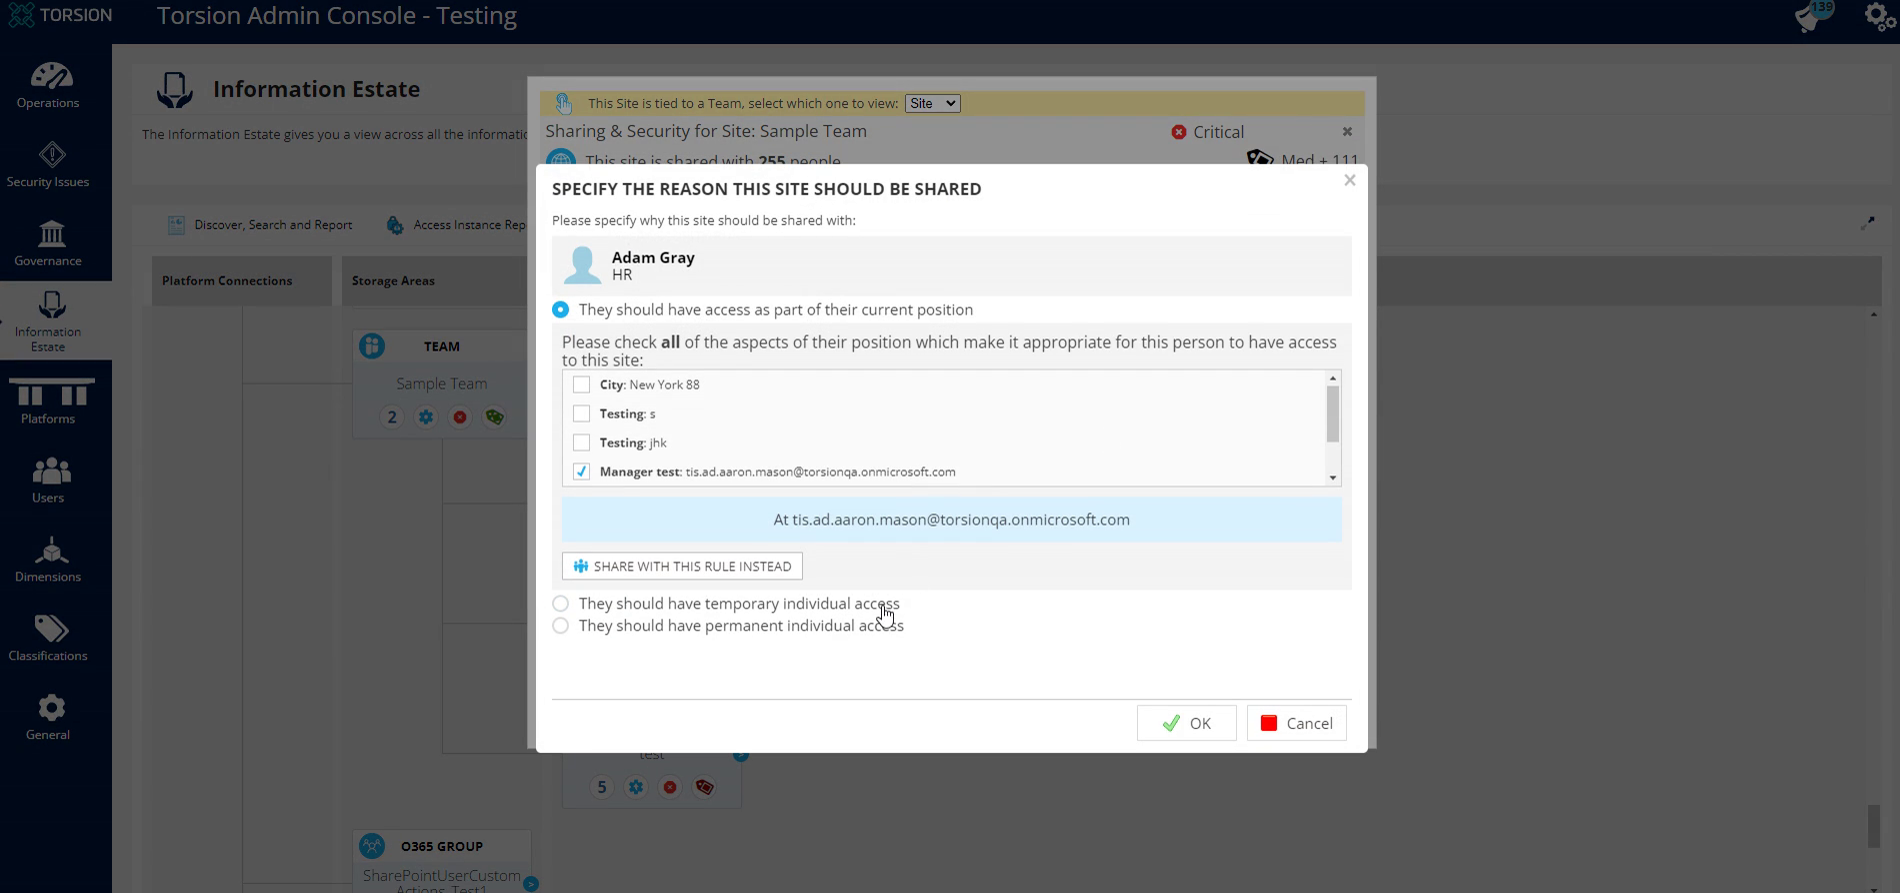 TORSION
Torsion Admin Console - Testing
139
Operations
Security Issues
Governance
Information
Estate
Platforms
Users
Dimensions
Classifications
General
Information Estate
The Information Estate gives you a view across all the informatio
Discover, Search and Report
Access Instance Rep
Platform Connections
Storage Areas
TEAM
Sample Team
2
This Site is tied to a Team, select which one to view: Site
Sharing & Security for Site: Sample Team
Critical
This site is shared with 255 people
Med + 111
SPECIFY THE REASON THIS SITE SHOULD BE SHARED
Please specify why this site should be shared with:
Adam Gray
HR
They should have access as part of their current position
Please check all of the aspects of their position which make it appropriate for this person to have access
to this site:
City: New York 88
Testing: s
Testing: jhk
Manager test: tis.ad.aaron.mason@torsionqa.onmicrosoft.com
At tis.ad.aaron.mason@torsionqa.onmicrosoft.com
SHARE WITH THIS RULE INSTEAD
They should have temporary individual access
They should have permanent individual access
OK
Cancel
test
5
O365 GROUP
SharePointUserCustom
Actions_Test1